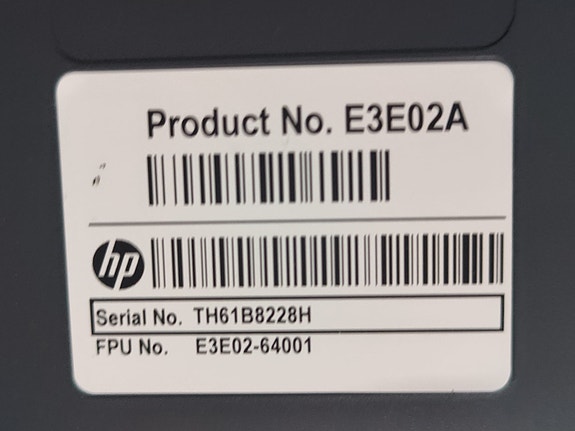 Product No. E3E02A
hp
Serial No. TH61B8228H
FPU No. E3E02-64001